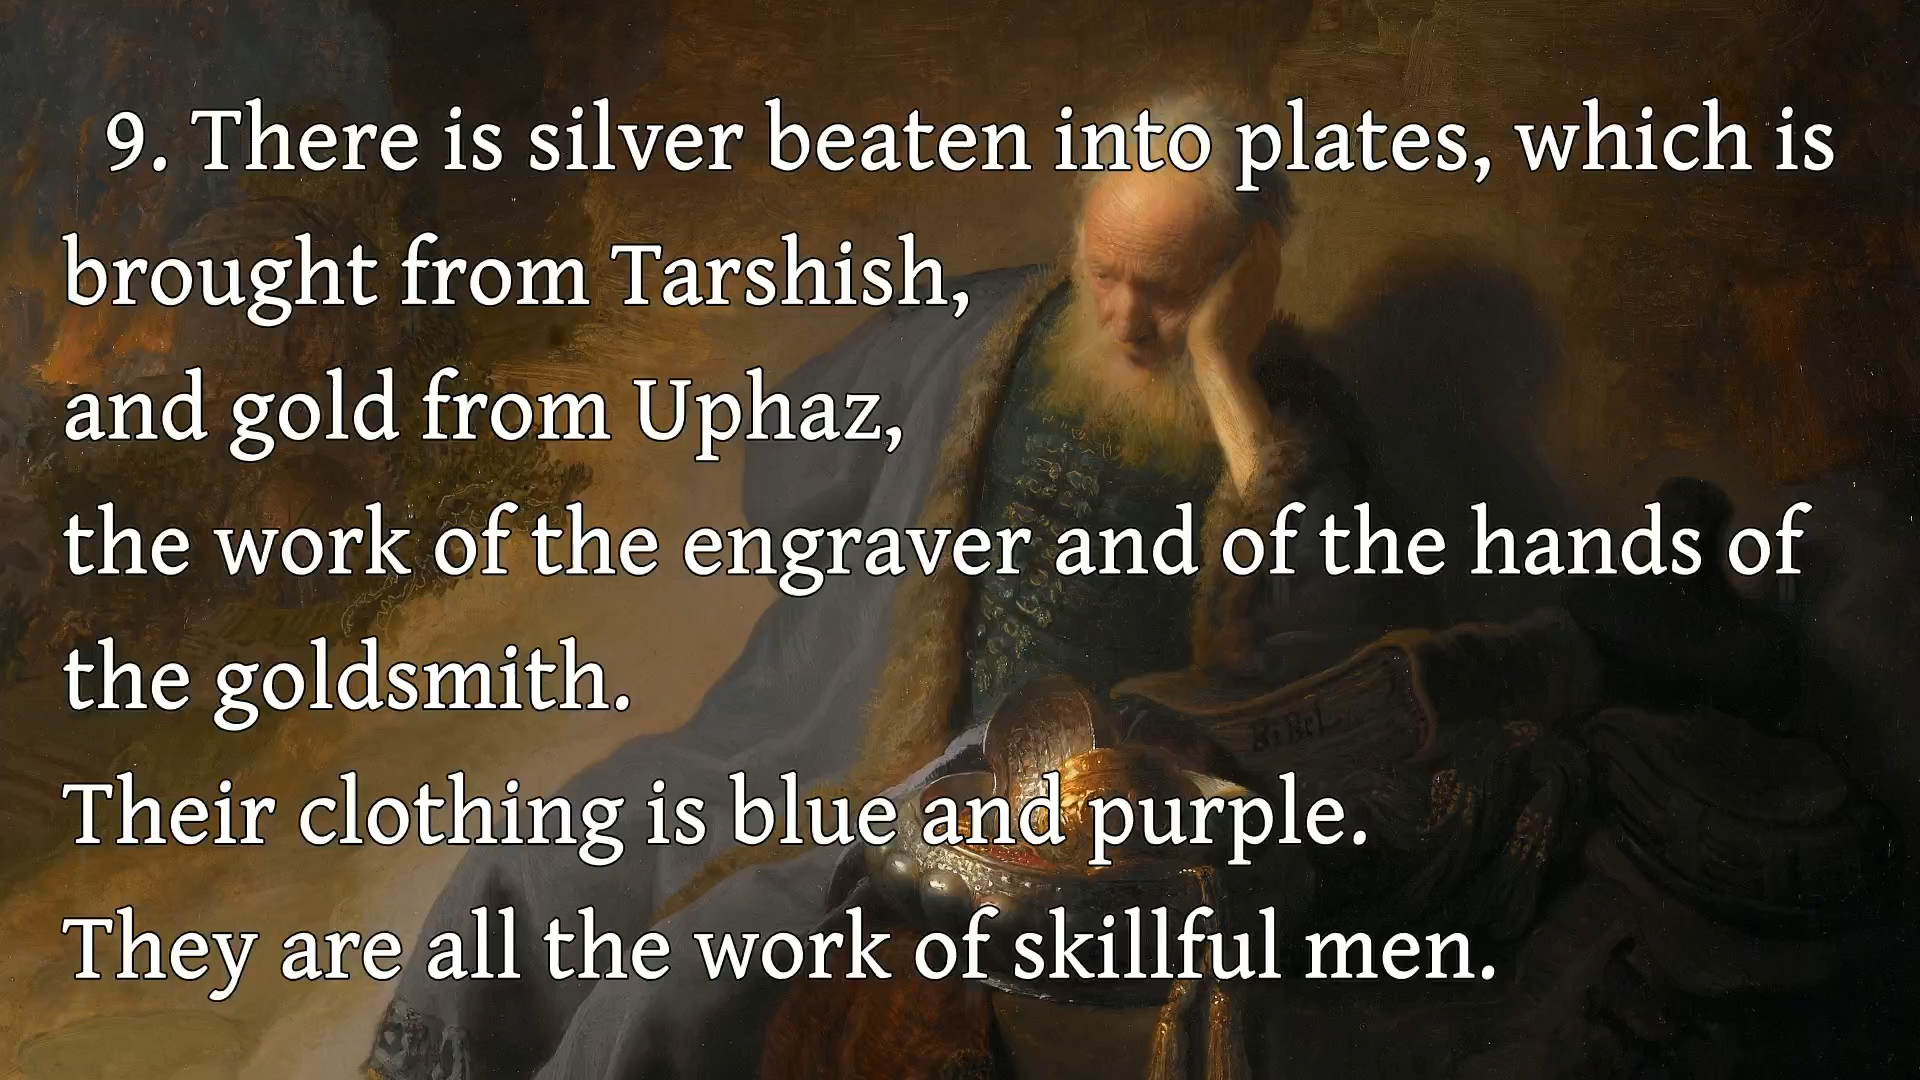 9. There is silver beaten into plates, which is
brought from Tarshish,
and gold from Uphaz,
the work of the engraver and of the hands of
the goldsmith.
BiBel
Their clothing is blue and purple.
They are all the work of skillful men.